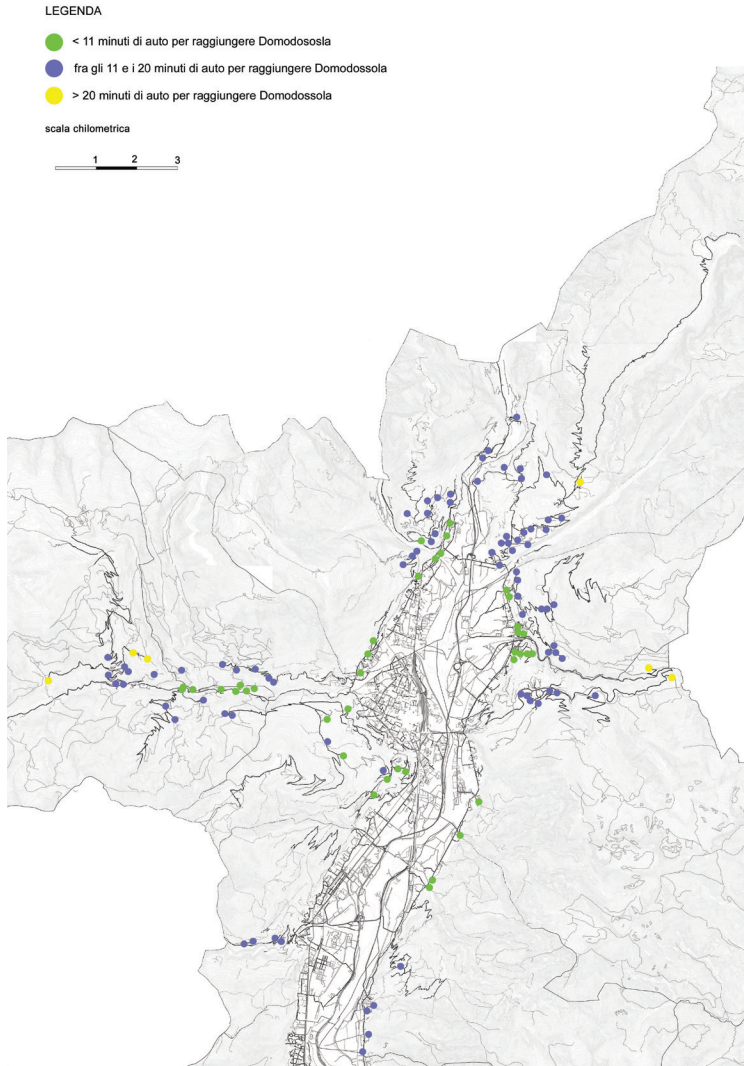 LEGENDA
< 11 minuti di auto per raggiungere Domodososla
fra gli 11 e i 20 minuti di auto per raggiungere Domodossola
> 20 minuti di auto per raggiungere Domodossola
scala chilometrica
1 2 3